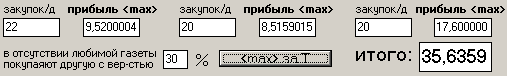 закупок/д прибыль <max> закупок/д прибыль <max> закупок/д прибыль <max>
22 9,5200004 20 8,5159015 20 17,600000
в отсутствии любимой газеты
покупают другую с вер-стью 30 % <max> за Т итого: 35,6359